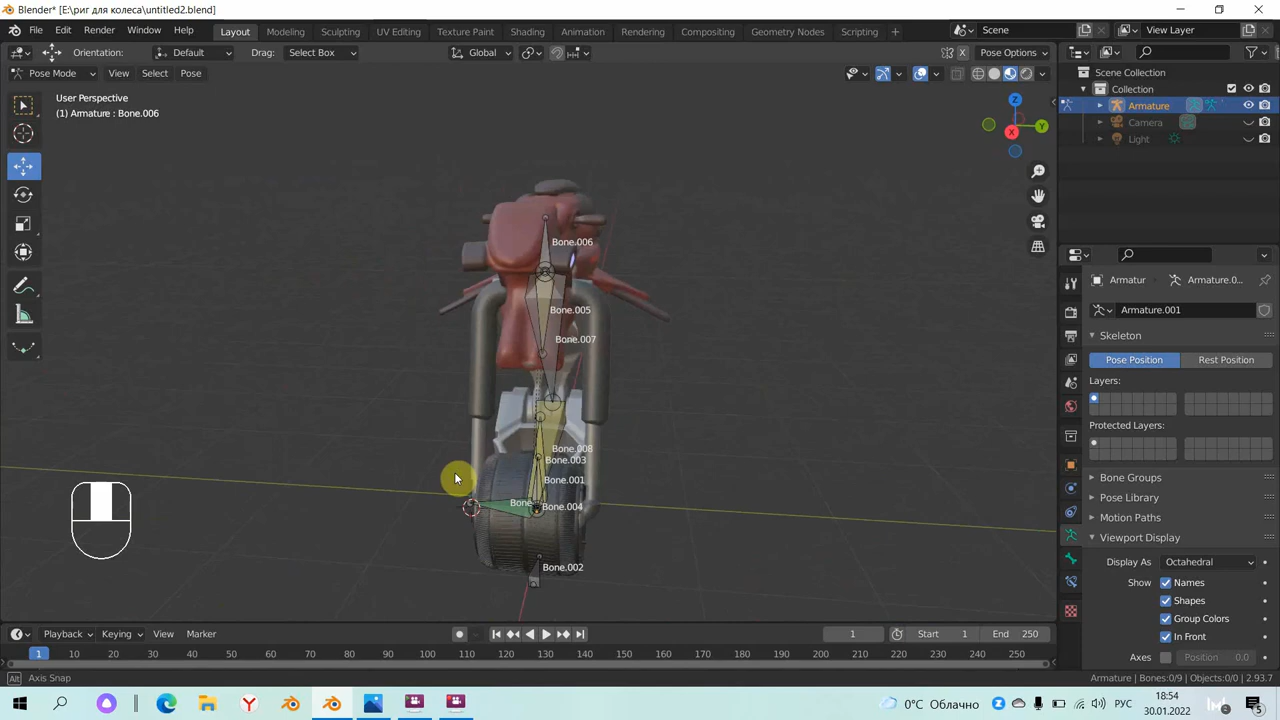 Blender* [E:\риг для колеса\untitled2.blend]
File Edit Render Window Help Layout Modeling Sculpting UV Editing Texture Paint Shading Animation Rendering Compositing Geometry Nodes Scripting + Scene View Layer
Orientation: Default Drag: Select Box Global Pose Options
Pose Mode View Select Pose
Scene Collection
Collection
Armature
Camera
Light
User Perspective
(1) Armature : Bone.006
Z
Y
X
Bone.006
Bone.005
Bone.007
Bone.008
Bone.003
Bone.001
Bone
Bone.004
Bone.002
Armatur Armature.0...
Armature.001
Skeleton
Pose Position Rest Position
Layers:
Protected Layers:
Bone Groups
Pose Library
Motion Paths
Viewport Display
Display As Octahedral
Show Names
Shapes
Group Colors
In Front
Axes Position 0.0
Playback Keying View Marker 1 Start 1 End 250
1 10 20 30 40 50 60 70 80 90 100 110 120 130 140 150 160 170 180 190 200 210 220 230 240 250
Alt Axis Snap Armature | Bones:0/9 | Objects:0/0 | 2.93.7
0°C Облачно РУС 18:54
30.01.2022 5